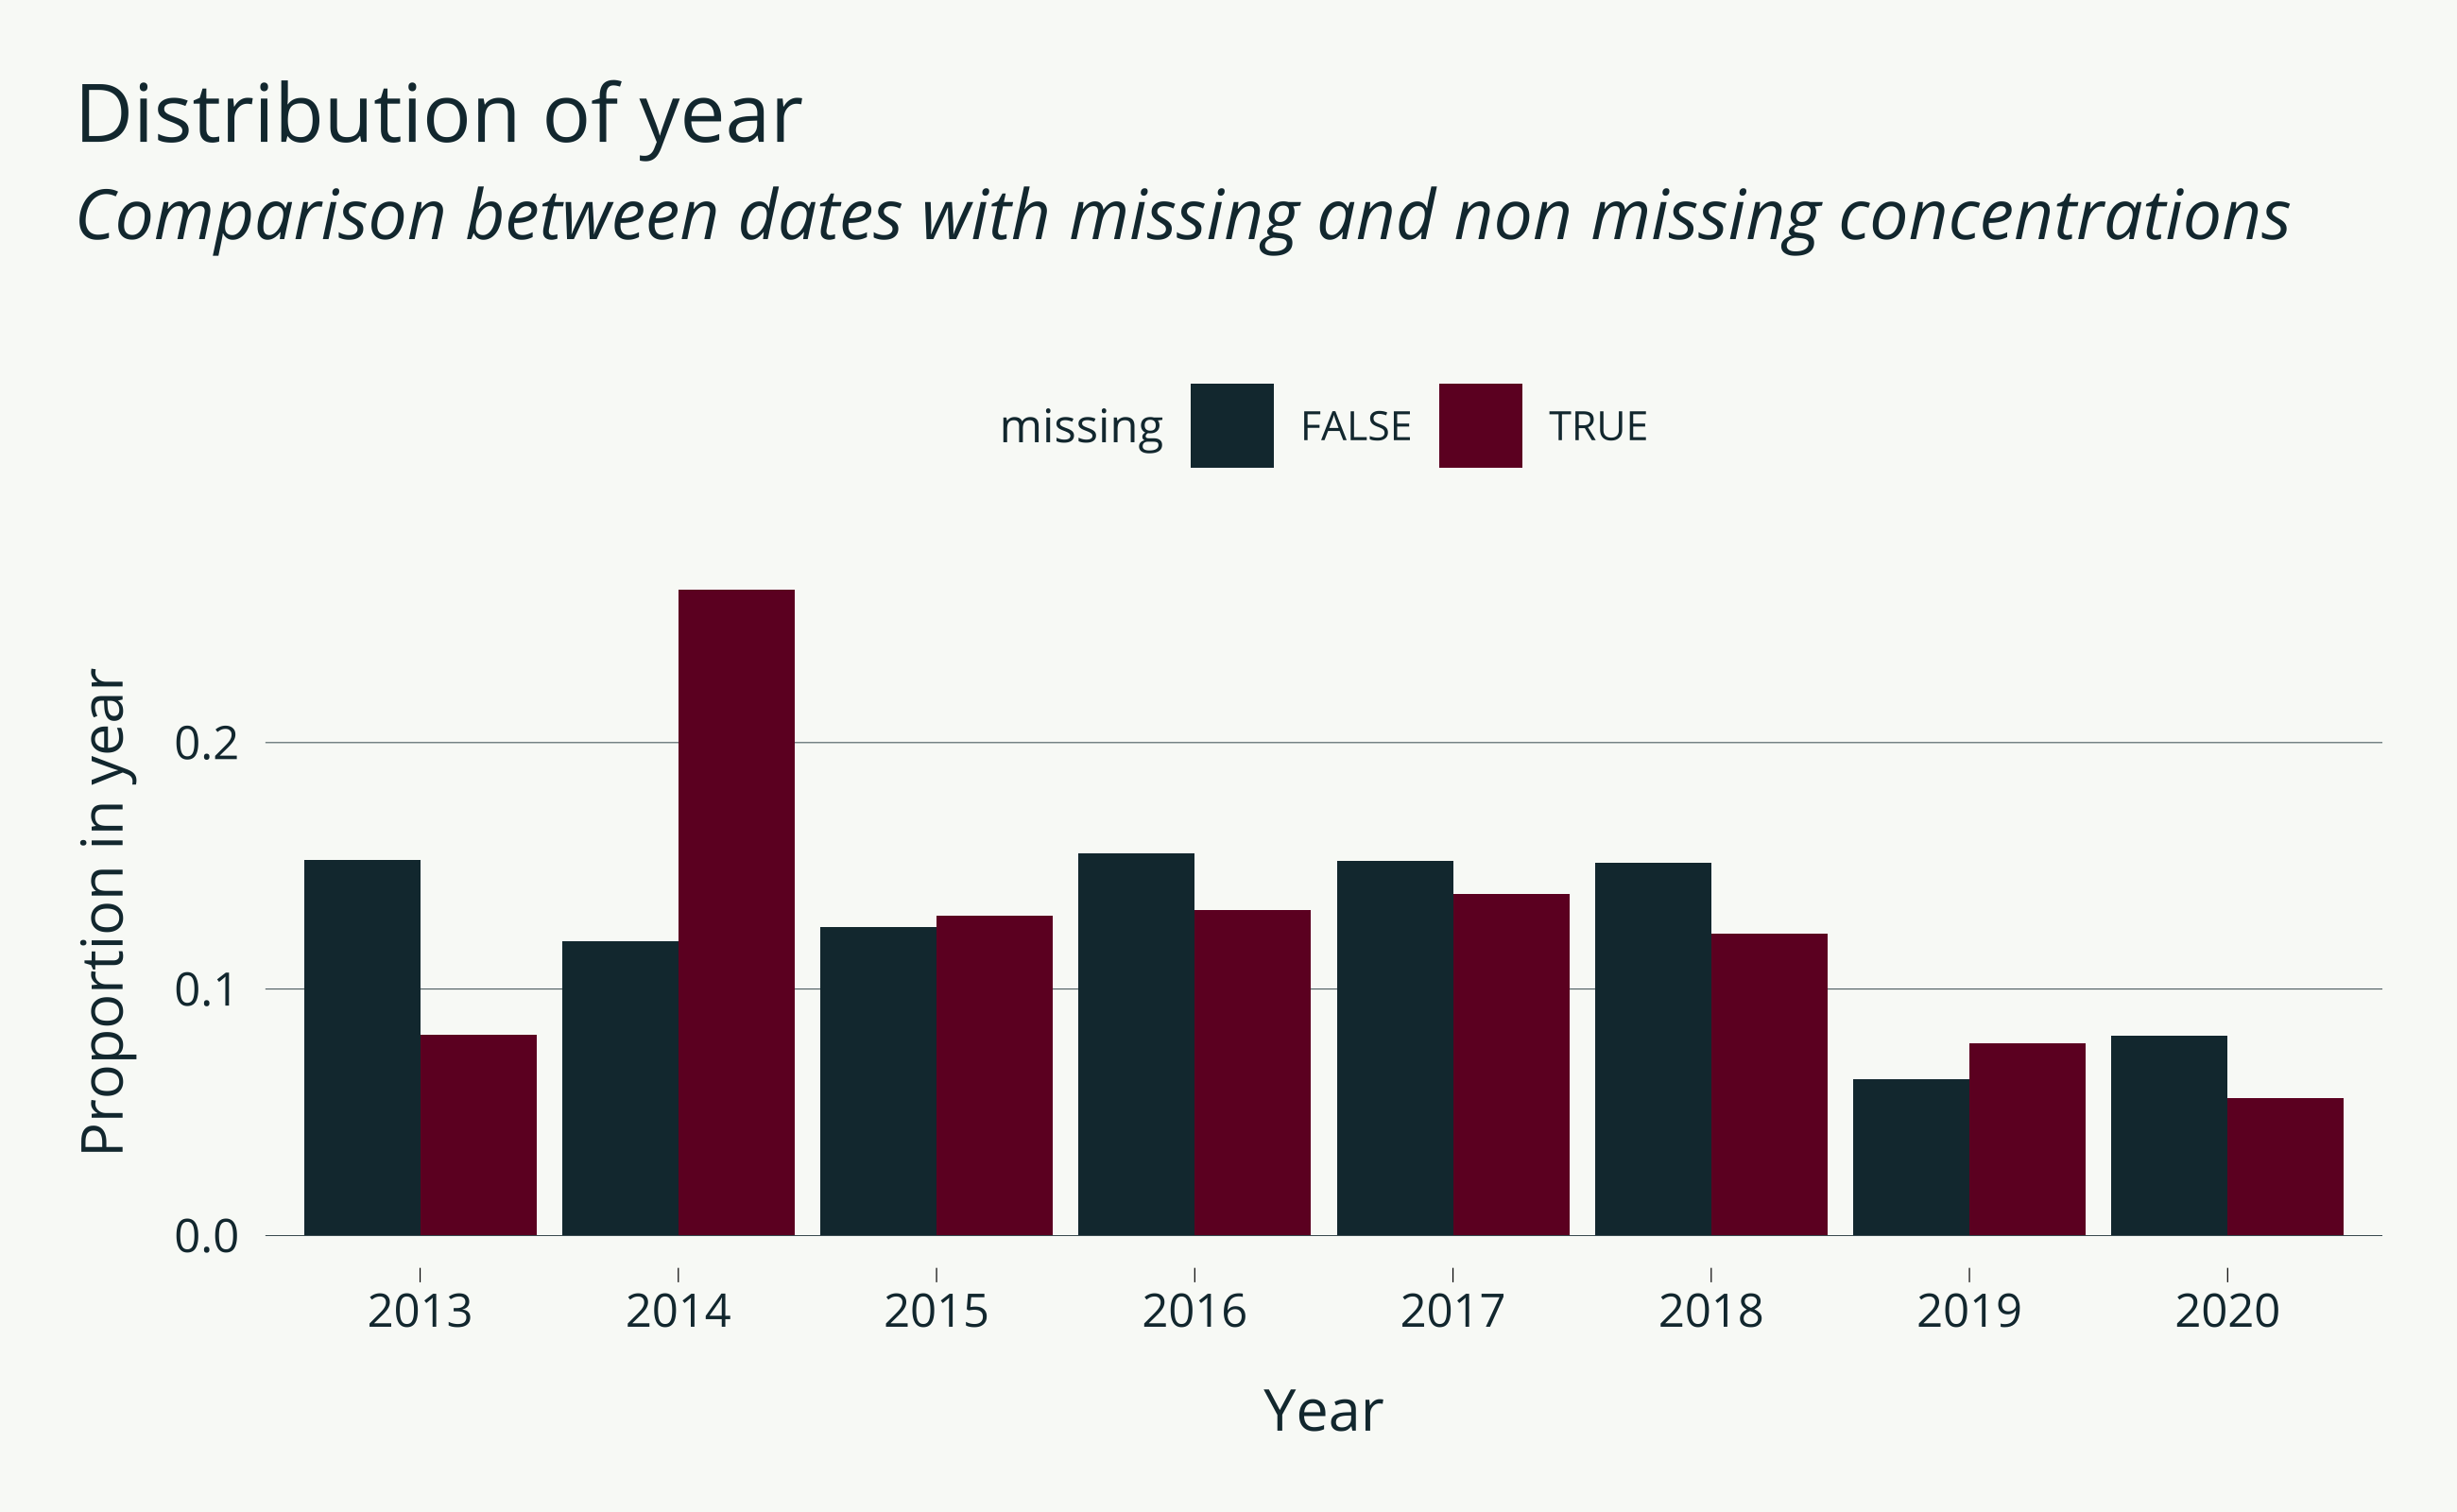 Distribution of year
Comparison between dates with missing and non missing concentrations
missing FALSE TRUE
Proportion in year
0.2
0.1
0.0
2013 2014 2015 2016 2017 2018 2019 2020
Year